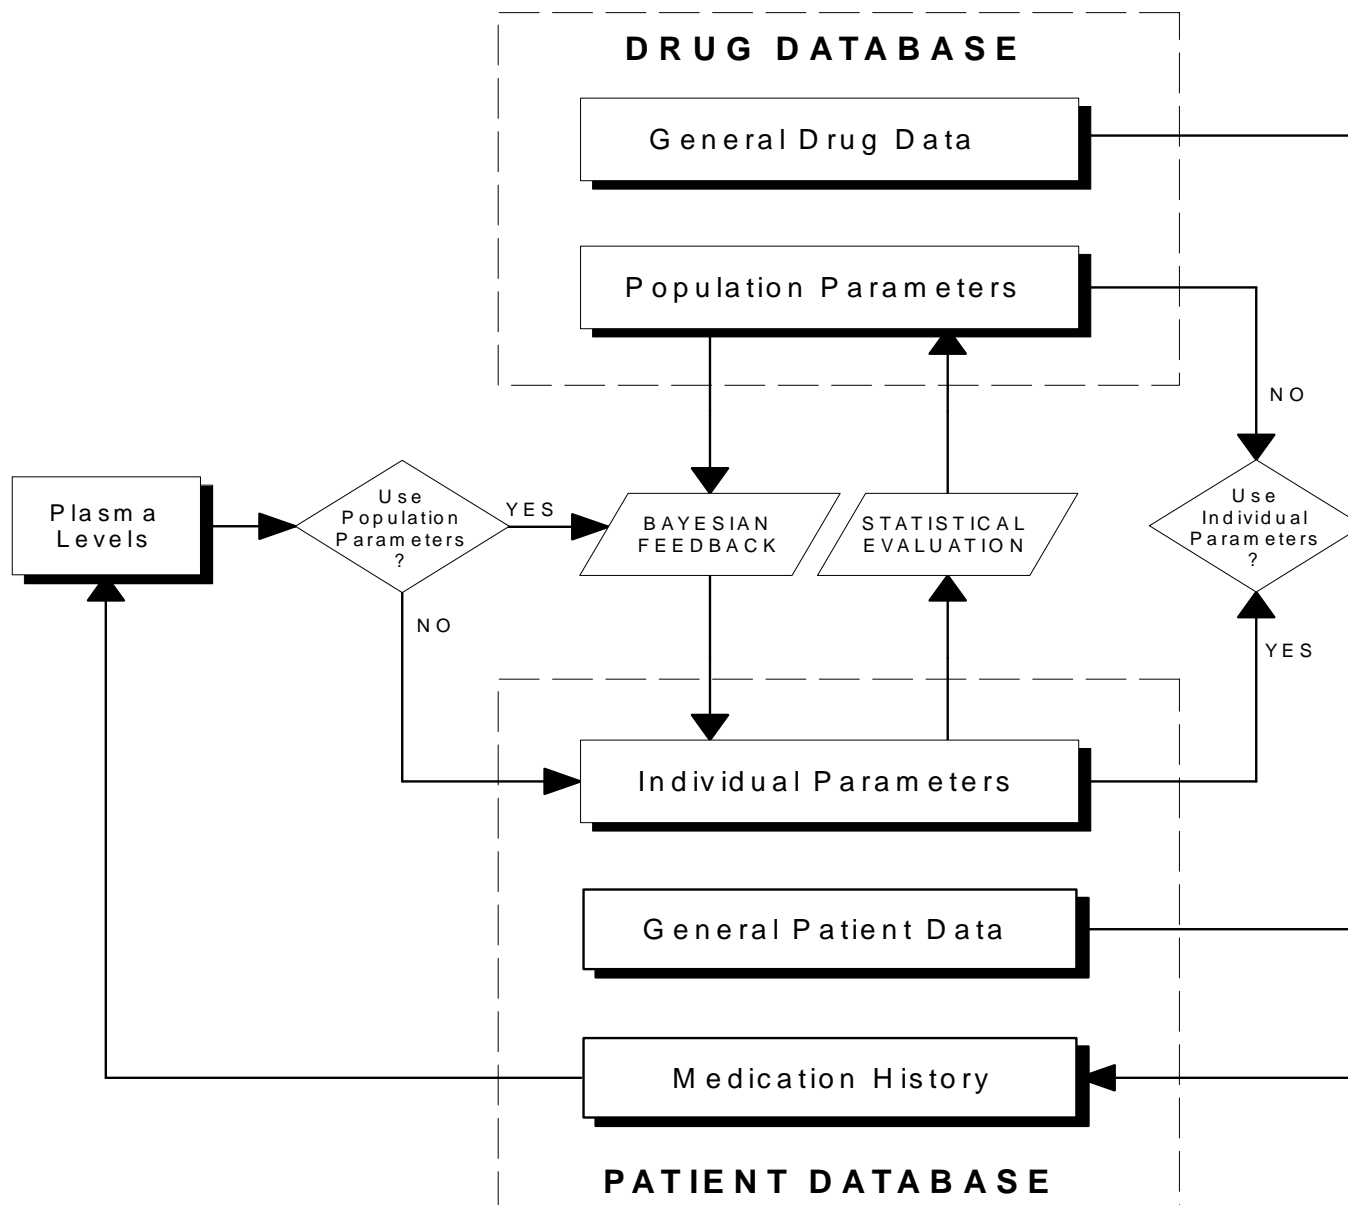 DRUG DATABASE
General Drug Data
Population Parameters
NO
Plasma
Levels
Use
Population
Parameters
?
YES
BAYESIAN
FEEDBACK
STATISTICAL
EVALUATION
Use
Individual
Parameters
?
NO
YES
Individual Parameters
General Patient Data
Medication History
PATIENT DATABASE